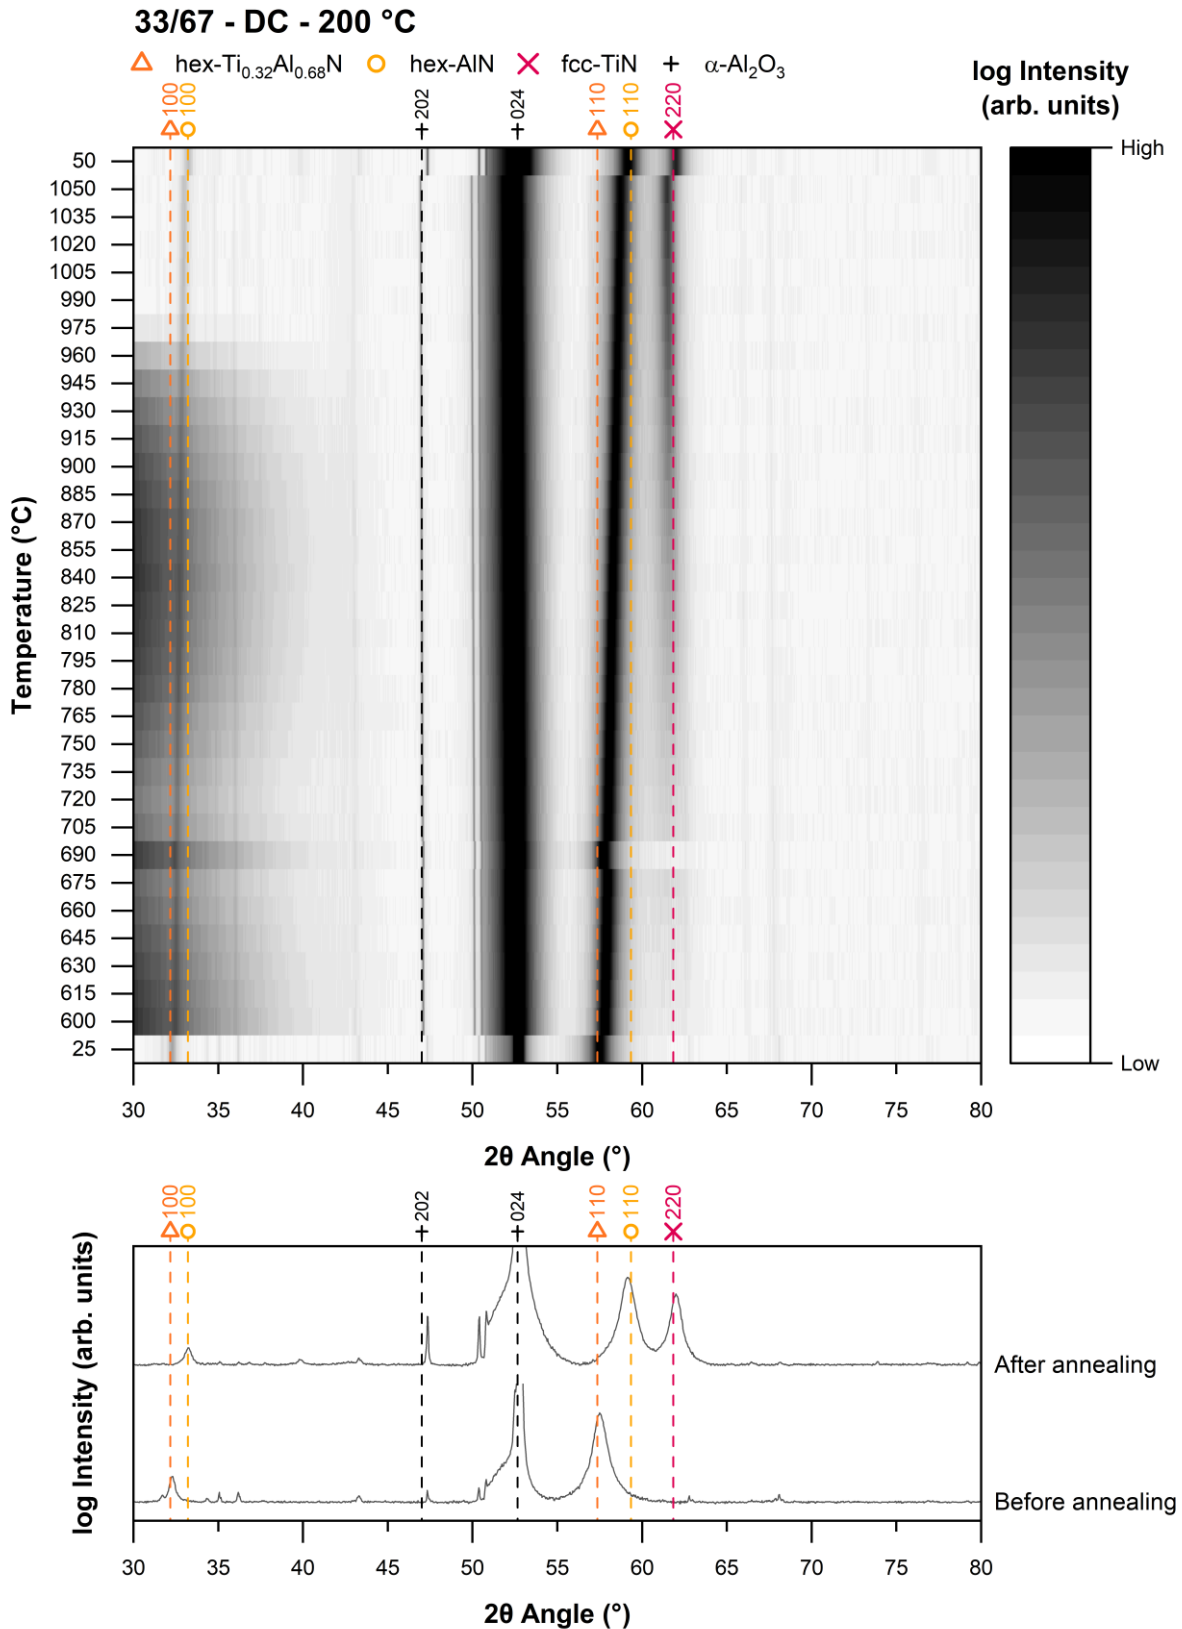 33/67 - DC - 200 °C
hex-Ti0.32Al0.68N hex-AlN fcc-TiN α-Al2O3
log Intensity
(arb. units)
100 100 202 024 110 110 220
High
Low
Temperature (°C)
50
1050
1035
1020
1005
990
975
960
945
930
915
900
885
870
855
840
825
810
795
780
765
750
735
720
705
690
675
660
645
630
615
600
25
30 35 40 45 50 55 60 65 70 75 80
2θ Angle (°)
100 100 202 024 110 110 220
log Intensity (arb. units)
After annealing
Before annealing
30 35 40 45 50 55 60 65 70 75 80
2θ Angle (°)